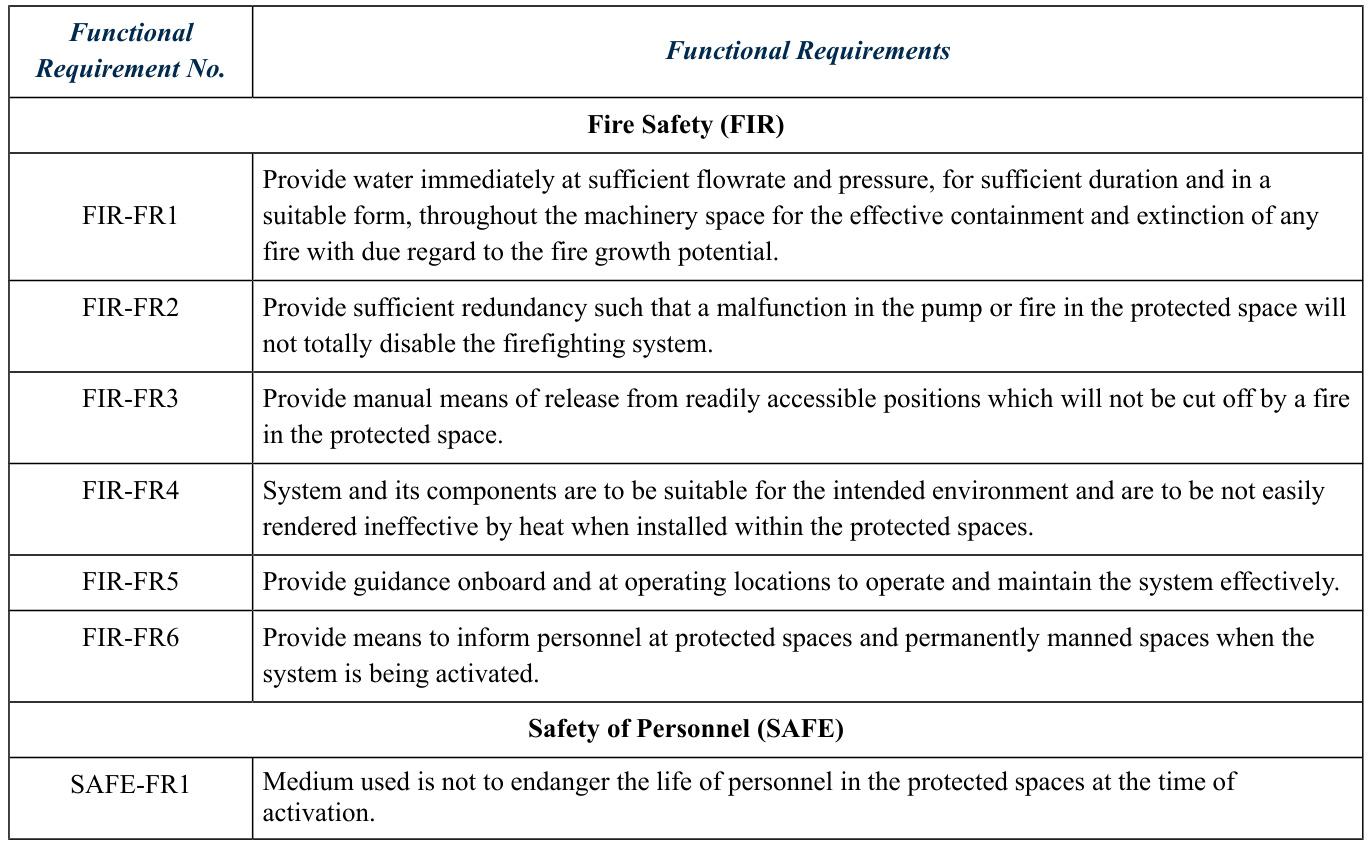 Functional
Requirement No.
Functional Requirements
Fire Safety (FIR)
FIR-FR1
Provide water immediately at sufficient flowrate and pressure, for sufficient duration and in a
suitable form, throughout the machinery space for the effective containment and extinction of any
fire with due regard to the fire growth potential.
FIR-FR2
Provide sufficient redundancy such that a malfunction in the pump or fire in the protected space will
not totally disable the firefighting system.
FIR-FR3
Provide manual means of release from readily accessible positions which will not be cut off by a fire
in the protected space.
FIR-FR4
System and its components are to be suitable for the intended environment and are to be not easily
rendered ineffective by heat when installed within the protected spaces.
FIR-FR5
Provide guidance onboard and at operating locations to operate and maintain the system effectively.
FIR-FR6
Provide means to inform personnel at protected spaces and permanently manned spaces when the
system is being activated.
Safety of Personnel (SAFE)
SAFE-FR1
Medium used is not to endanger the life of personnel in the protected spaces at the time of
activation.